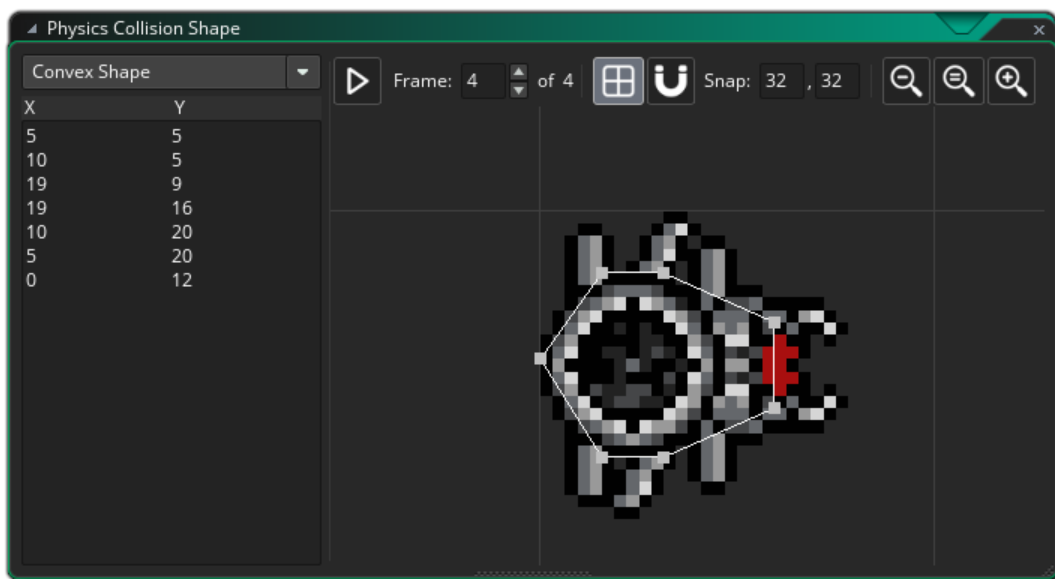 Physics Collision Shape
Convex Shape
Frame: 4 of 4 Snap: 32 , 32
X Y
5 5
10 5
19 9
19 16
10 20
5 20
0 12